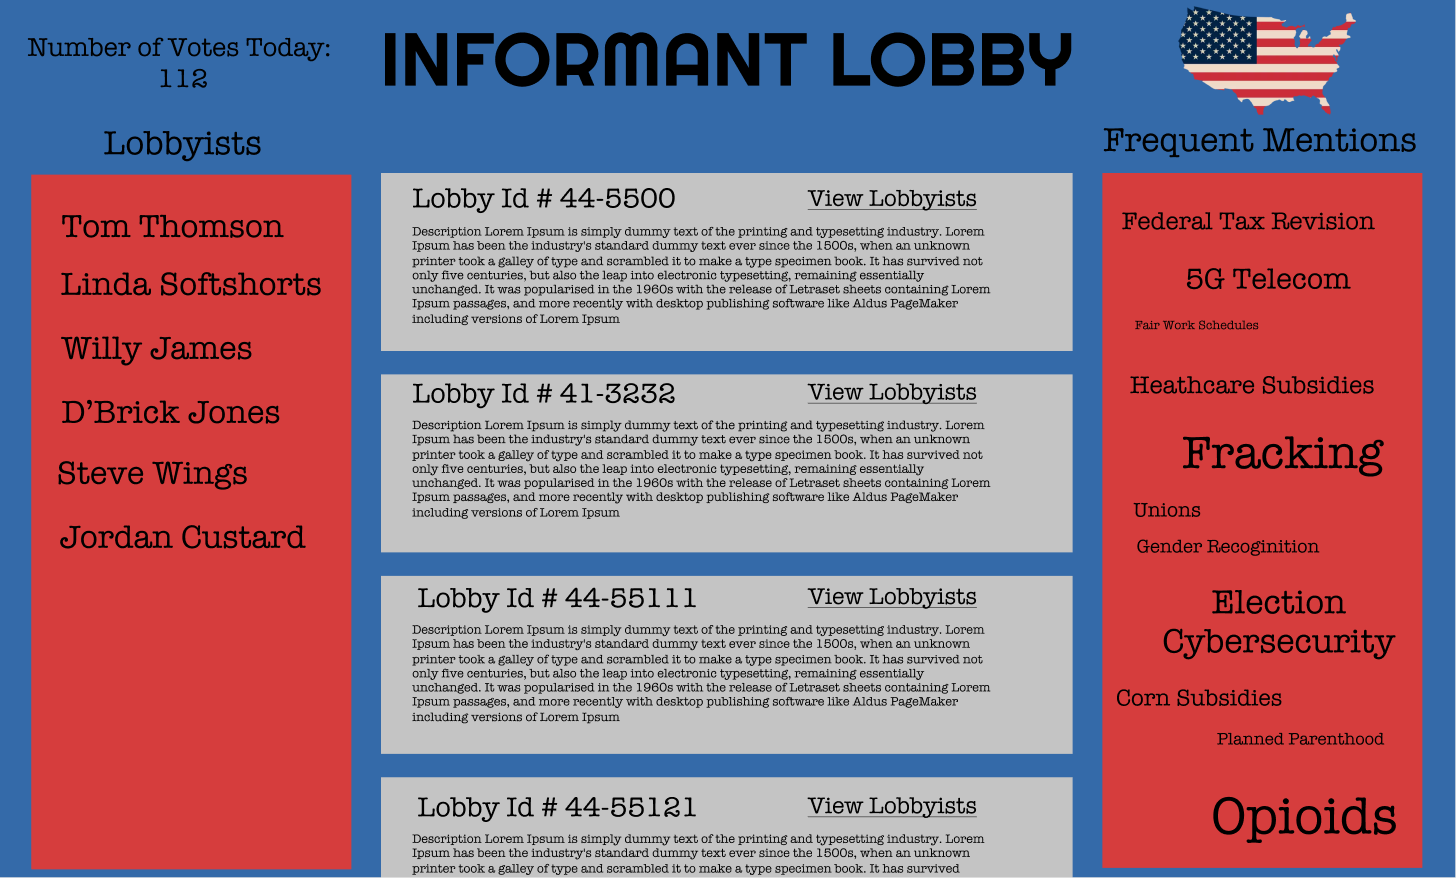 Number of Votes Today:
112
INFORMANT LOBBY
Lobbyists
Tom Thomson
Linda Softshorts
Willy James
D’Brick Jones
Steve Wings
Jordan Custard
Lobby Id # 44-5500
View Lobbyists
Description Lorem Ipsum is simply dummy text of the printing and typesetting industry. Lorem
Ipsum has been the industry's standard dummy text ever since the 1500s, when an unknown
printer took a galley of type and scrambled it to make a type specimen book. It has survived not
only five centuries, but also the leap into electronic typesetting, remaining essentially
unchanged. It was popularised in the 1960s with the release of Letraset sheets containing Lorem
Ipsum passages, and more recently with desktop publishing software like Aldus PageMaker
including versions of Lorem Ipsum
Lobby Id # 41-3232
View Lobbyists
Description Lorem Ipsum is simply dummy text of the printing and typesetting industry. Lorem
Ipsum has been the industry's standard dummy text ever since the 1500s, when an unknown
printer took a galley of type and scrambled it to make a type specimen book. It has survived not
only five centuries, but also the leap into electronic typesetting, remaining essentially
unchanged. It was popularised in the 1960s with the release of Letraset sheets containing Lorem
Ipsum passages, and more recently with desktop publishing software like Aldus PageMaker
including versions of Lorem Ipsum
Lobby Id # 44-55111
View Lobbyists
Description Lorem Ipsum is simply dummy text of the printing and typesetting industry. Lorem
Ipsum has been the industry's standard dummy text ever since the 1500s, when an unknown
printer took a galley of type and scrambled it to make a type specimen book. It has survived not
only five centuries, but also the leap into electronic typesetting, remaining essentially
unchanged. It was popularised in the 1960s with the release of Letraset sheets containing Lorem
Ipsum passages, and more recently with desktop publishing software like Aldus PageMaker
including versions of Lorem Ipsum
Lobby Id # 44-55121
View Lobbyists
Description Lorem Ipsum is simply dummy text of the printing and typesetting industry. Lorem
Ipsum has been the industry's standard dummy text ever since the 1500s, when an unknown
printer took a galley of type and scrambled it to make a type specimen book. It has survived
Frequent Mentions
Federal Tax Revision
5G Telecom
Fair Work Schedules
Heathcare Subsidies
Fracking
Unions
Gender Recoginition
Election
Cybersecurity
Corn Subsidies
Planned Parenthood
Opioids